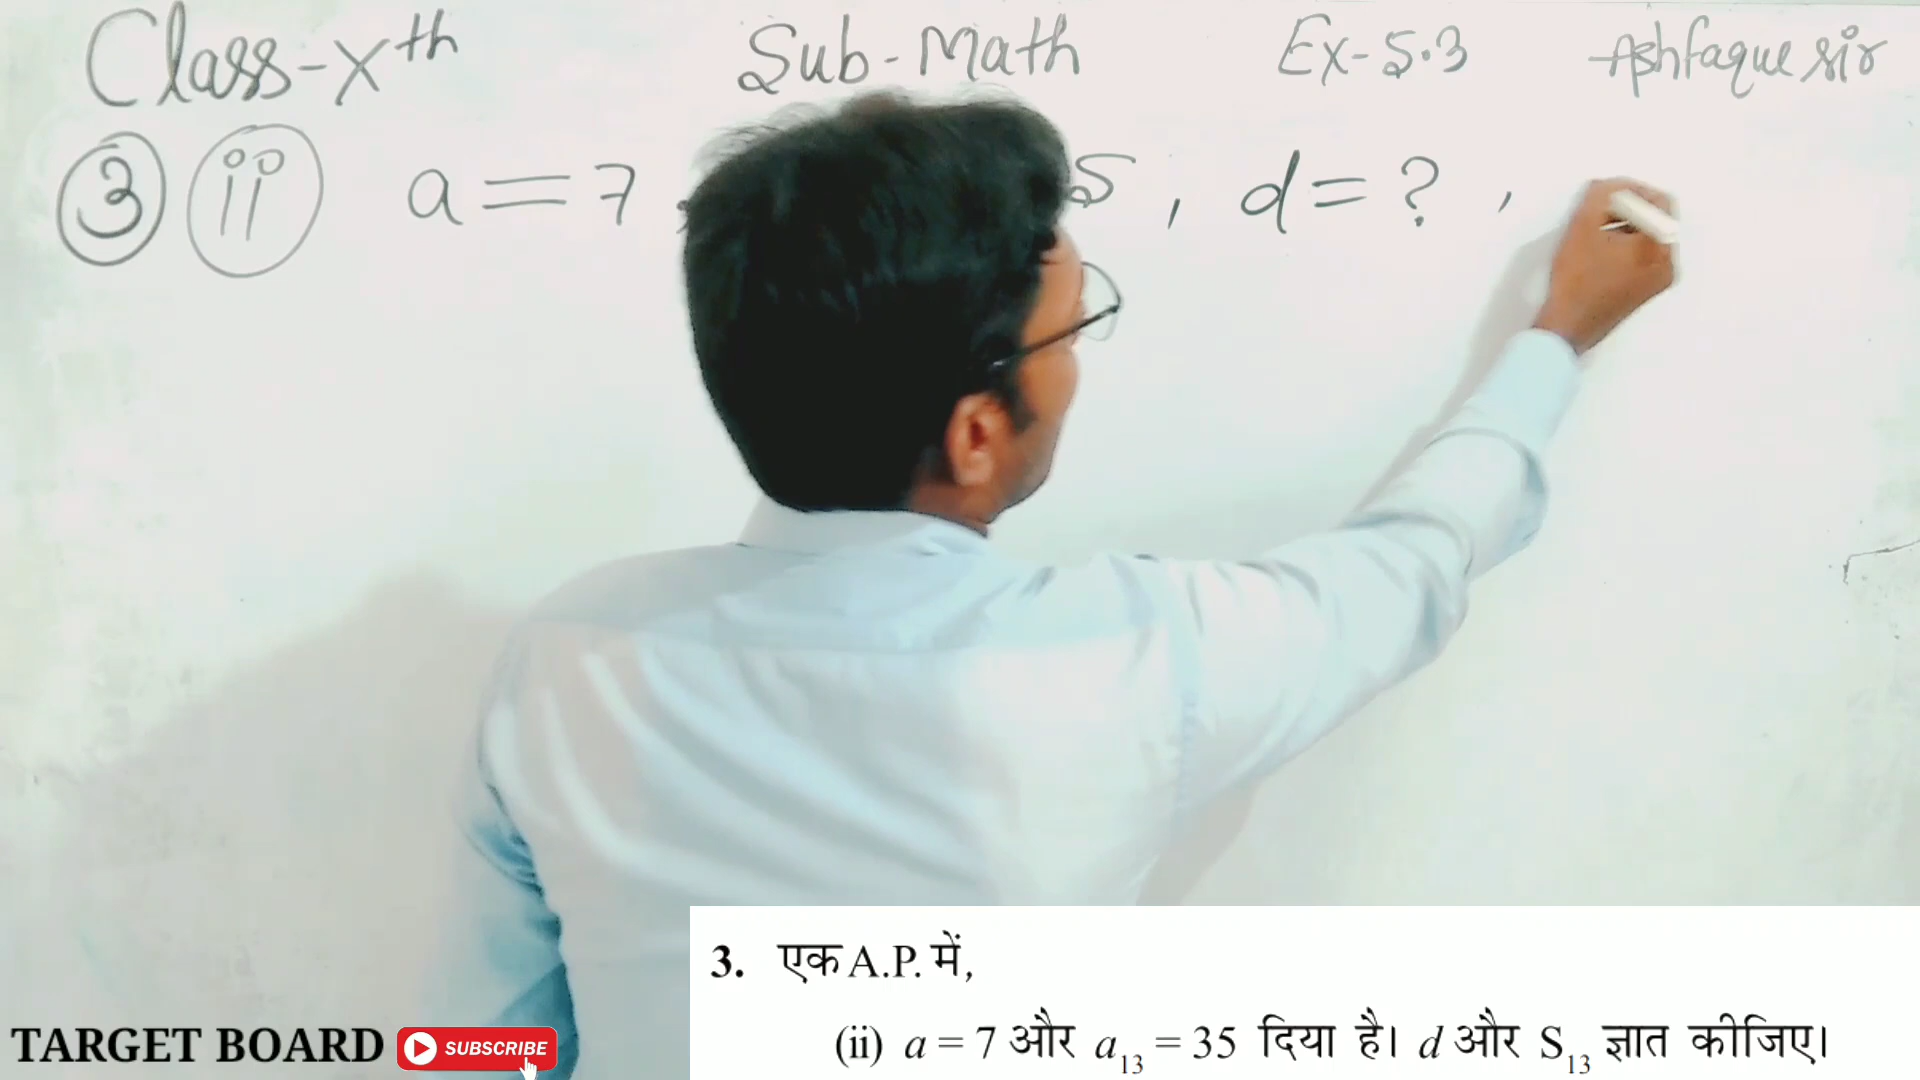 Class-Xth Sub-Math Ex-5.3 Ashfaque sir
3 ii a=7, 5, d=?,
3. एक A.P. में,
(ii) a = 7 और a13 = 35 दिया है। d और S13 ज्ञात कीजिए।
TARGET BOARD SUBSCRIBE